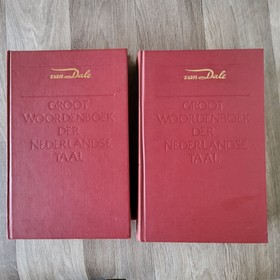 van Dale
GROOT
WOORDENBOEK
DER
NEDERLANDSE
TAAL
van Dale
GROOT
WOORDENBOEK
DER
NEDERLANDSE
TAAL